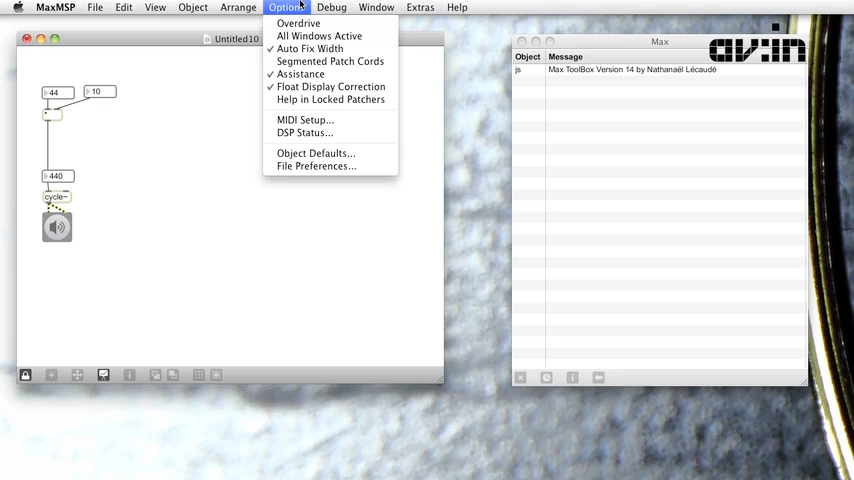 MaxMSP File Edit View Object Arrange Options Debug Window Extras Help
Overdrive
All Windows Active
Auto Fix Width
Segmented Patch Cords
Assistance
Float Display Correction
Help in Locked Patchers
MIDI Setup...
DSP Status...
Object Defaults...
File Preferences...
Untitled10
44
10
*
440
cycle~
Max
av:in
Object Message
js Max ToolBox Version 14 by Nathanaël Lécaudé